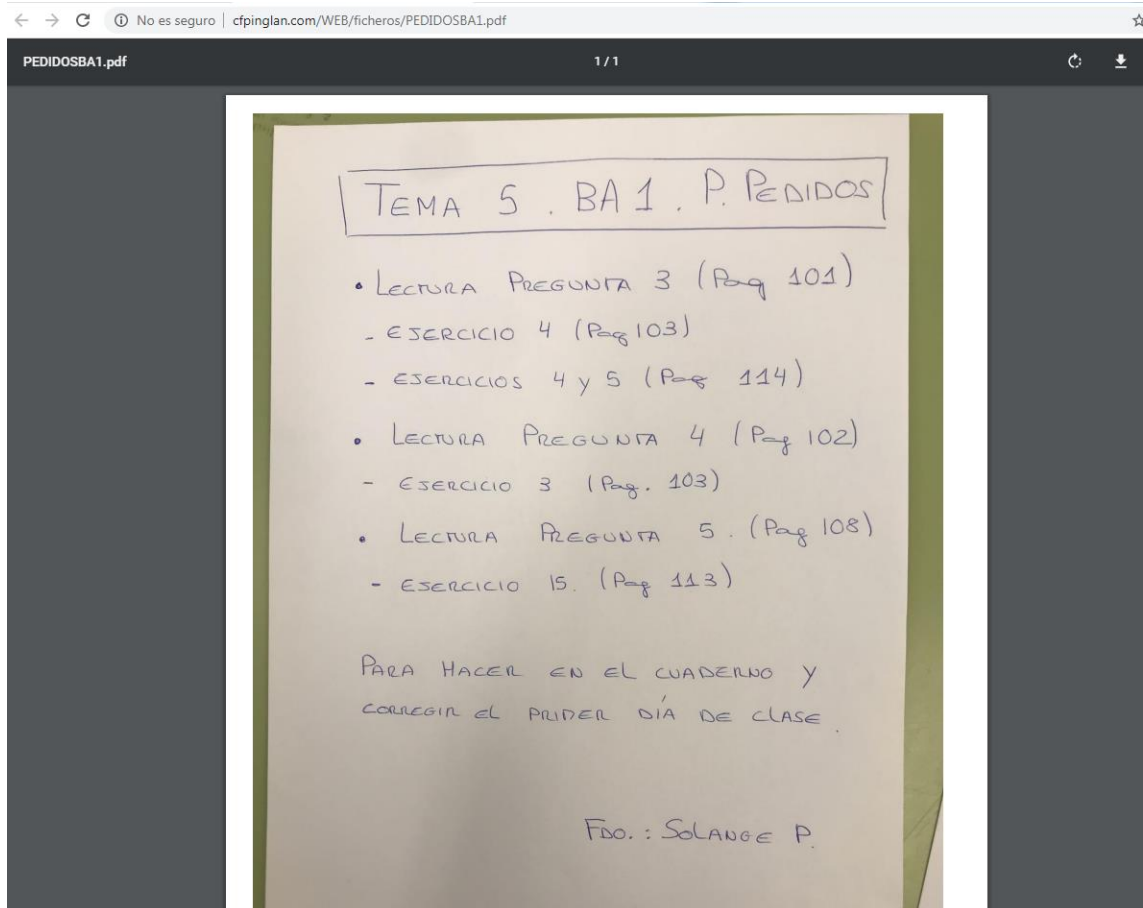 No es seguro | cfpinglan.com/WEB/ficheros/PEDIDOSBA1.pdf
PEDIDOSBA1.pdf 1 / 1
TEMA 5 . BA 1 . P. PEDIDOS
• LECTURA PREGUNTA 3 (Pag 101)
- EJERCICIO 4 (Pag 103)
- EJERCICIOS 4 y 5 (Pag 114)
• LECTURA PREGUNTA 4 (Pag 102)
- EJERCICIO 3 (Pag. 103)
• LECTURA PREGUNTA 5. (Pag 108)
- EJERCICIO 15. (Pag 113)
PARA HACER EN EL CUADERNO Y
CORREGIR EL PRIMER DÍA DE CLASE.
FDO.: SOLANGE P.